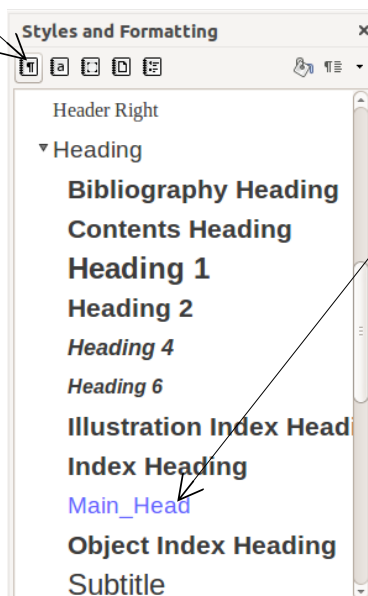 Styles and Formatting
Header Right
Heading
Bibliography Heading
Contents Heading
Heading 1
Heading 2
Heading 4
Heading 6
Illustration Index Headi
Index Heading
Main_Head
Object Index Heading
Subtitle